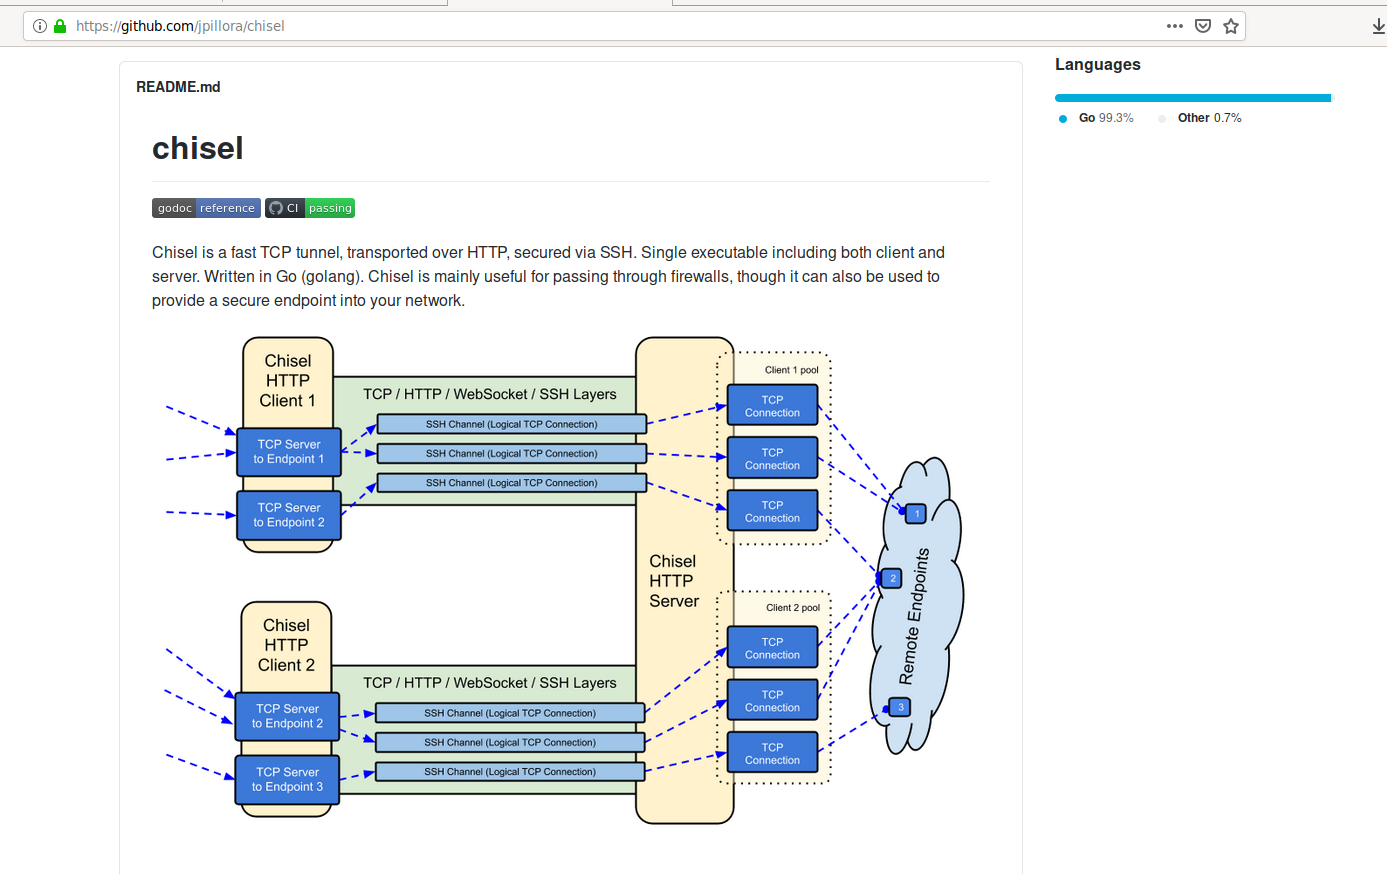 https://github.com/jpillora/chisel
README.md
Languages
Go 99.3% Other 0.7%
chisel
godoc reference CI passing
Chisel is a fast TCP tunnel, transported over HTTP, secured via SSH. Single executable including both client and
server. Written in Go (golang). Chisel is mainly useful for passing through firewalls, though it can also be used to
provide a secure endpoint into your network.
Chisel
HTTP
Client 1
TCP Server
to Endpoint 1
TCP Server
to Endpoint 2
TCP / HTTP / WebSocket / SSH Layers
SSH Channel (Logical TCP Connection)
SSH Channel (Logical TCP Connection)
SSH Channel (Logical TCP Connection)
Chisel
HTTP
Server
Client 1 pool
TCP
Connection
TCP
Connection
TCP
Connection
Chisel
HTTP
Client 2
TCP Server
to Endpoint 2
TCP Server
to Endpoint 3
TCP / HTTP / WebSocket / SSH Layers
SSH Channel (Logical TCP Connection)
SSH Channel (Logical TCP Connection)
SSH Channel (Logical TCP Connection)
Client 2 pool
TCP
Connection
TCP
Connection
TCP
Connection
1
2
3
Remote Endpoints